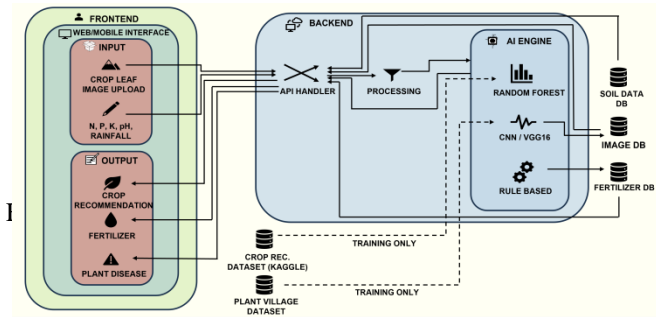 FRONTEND
WEB/MOBILE INTERFACE
INPUT
CROP LEAF
IMAGE UPLOAD
N, P, K, pH,
RAINFALL
OUTPUT
CROP
RECOMMENDATION
FERTILIZER
PLANT DISEASE
BACKEND
API HANDLER
PROCESSING
AI ENGINE
RANDOM FOREST
CNN / VGG16
RULE BASED
SOIL DATA
DB
IMAGE DB
FERTILIZER DB
CROP REC.
DATASET (KAGGLE)
TRAINING ONLY
PLANT VILLAGE
DATASET
TRAINING ONLY